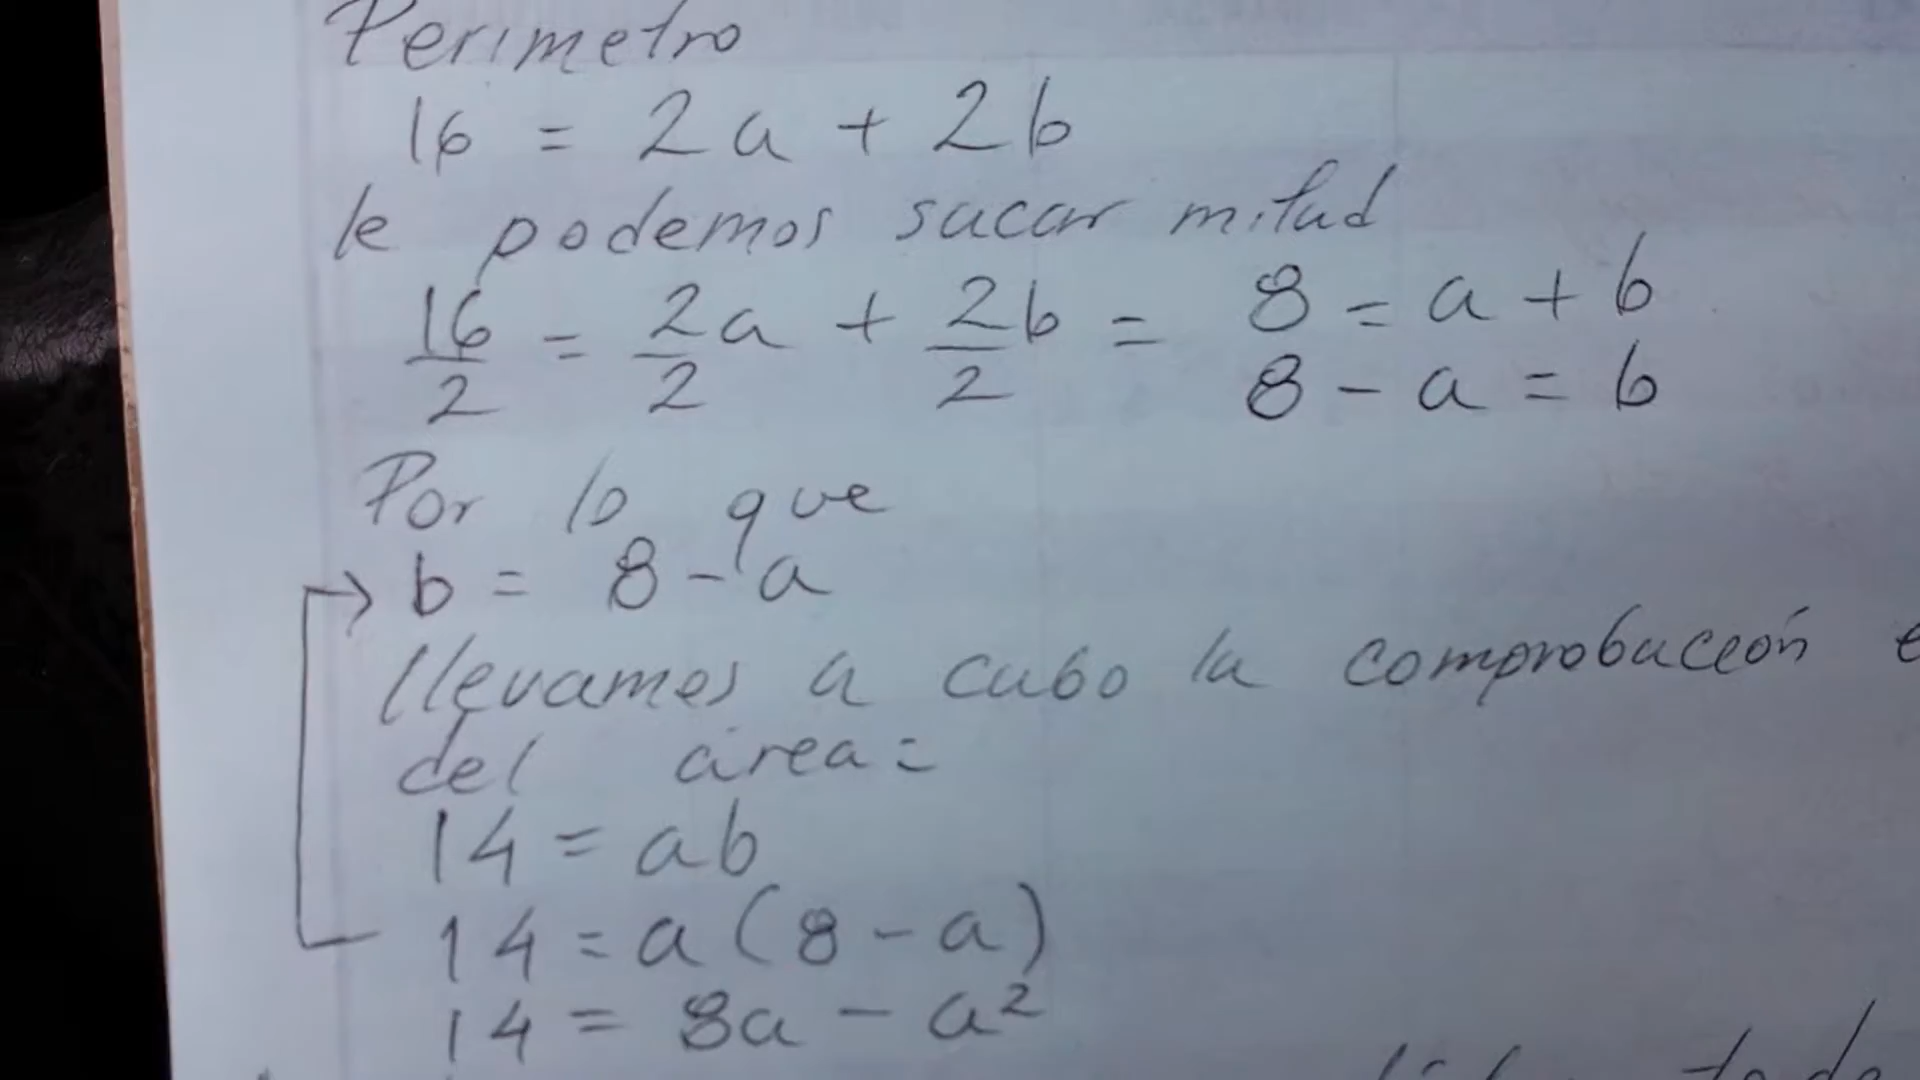 Perimetro
16 = 2a + 2b
le podemos sacar mitad
16/2 = 2a/2 + 2b/2 = 8 = a + b
8 - a = b
Por lo que
b = 8 - a
llevamos a cabo la comprobaceón
del área=
14 = ab
14 = a(8 - a)
14 = 8a - a²